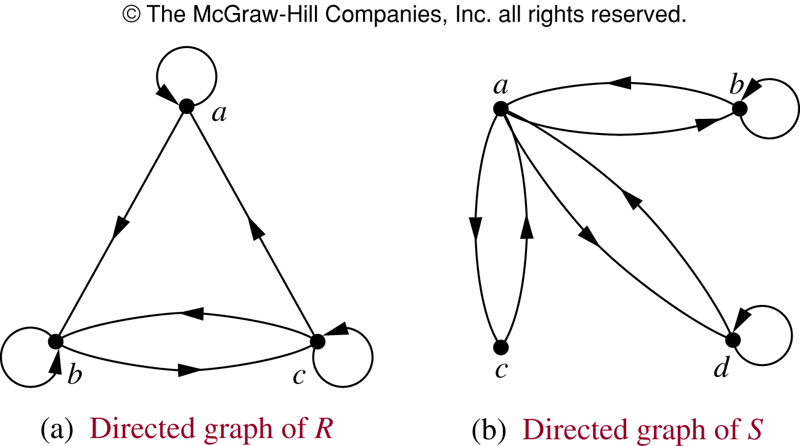 © The McGraw-Hill Companies, Inc. all rights reserved.
a
b
c
(a) Directed graph of R
a
b
c
d
(b) Directed graph of S